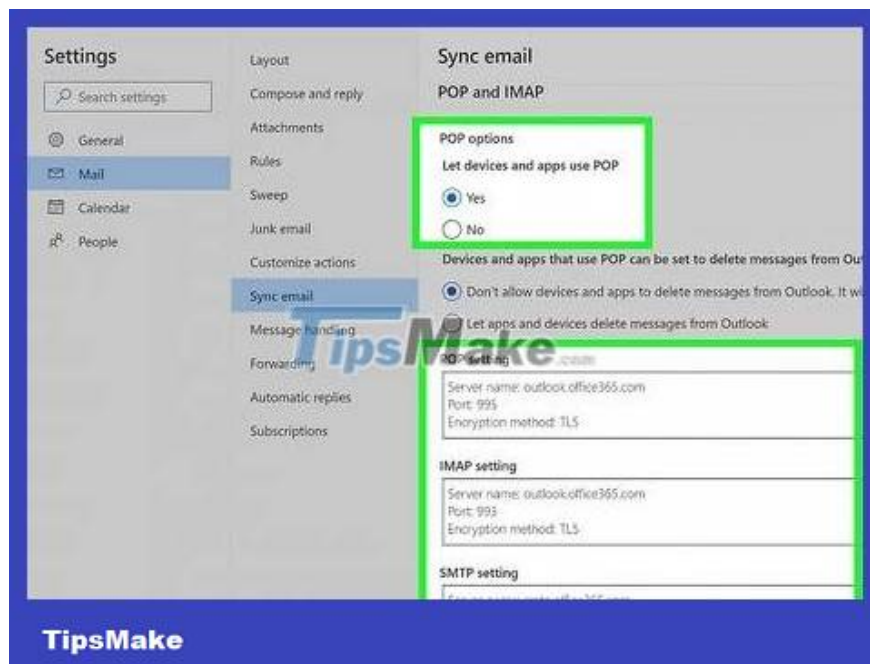 Settings
Search settings
General
Mail
Calendar
People
Layout
Compose and reply
Attachments
Rules
Sweep
Junk email
Customize actions
Sync email
Message handling
Forwarding
Automatic replies
Subscriptions
Sync email
POP and IMAP
POP options
Let devices and apps use POP
Yes
No
Devices and apps that use POP can be set to delete messages from Ou
Don't allow devices and apps to delete messages from Outlook. It wi
Let apps and devices delete messages from Outlook
POP setting
Server name: outlook.office365.com
Port: 995
Encryption method: TLS
IMAP setting
Server name: outlook.office365.com
Port: 993
Encryption method: TLS
SMTP setting
TipsMake.com
TipsMake